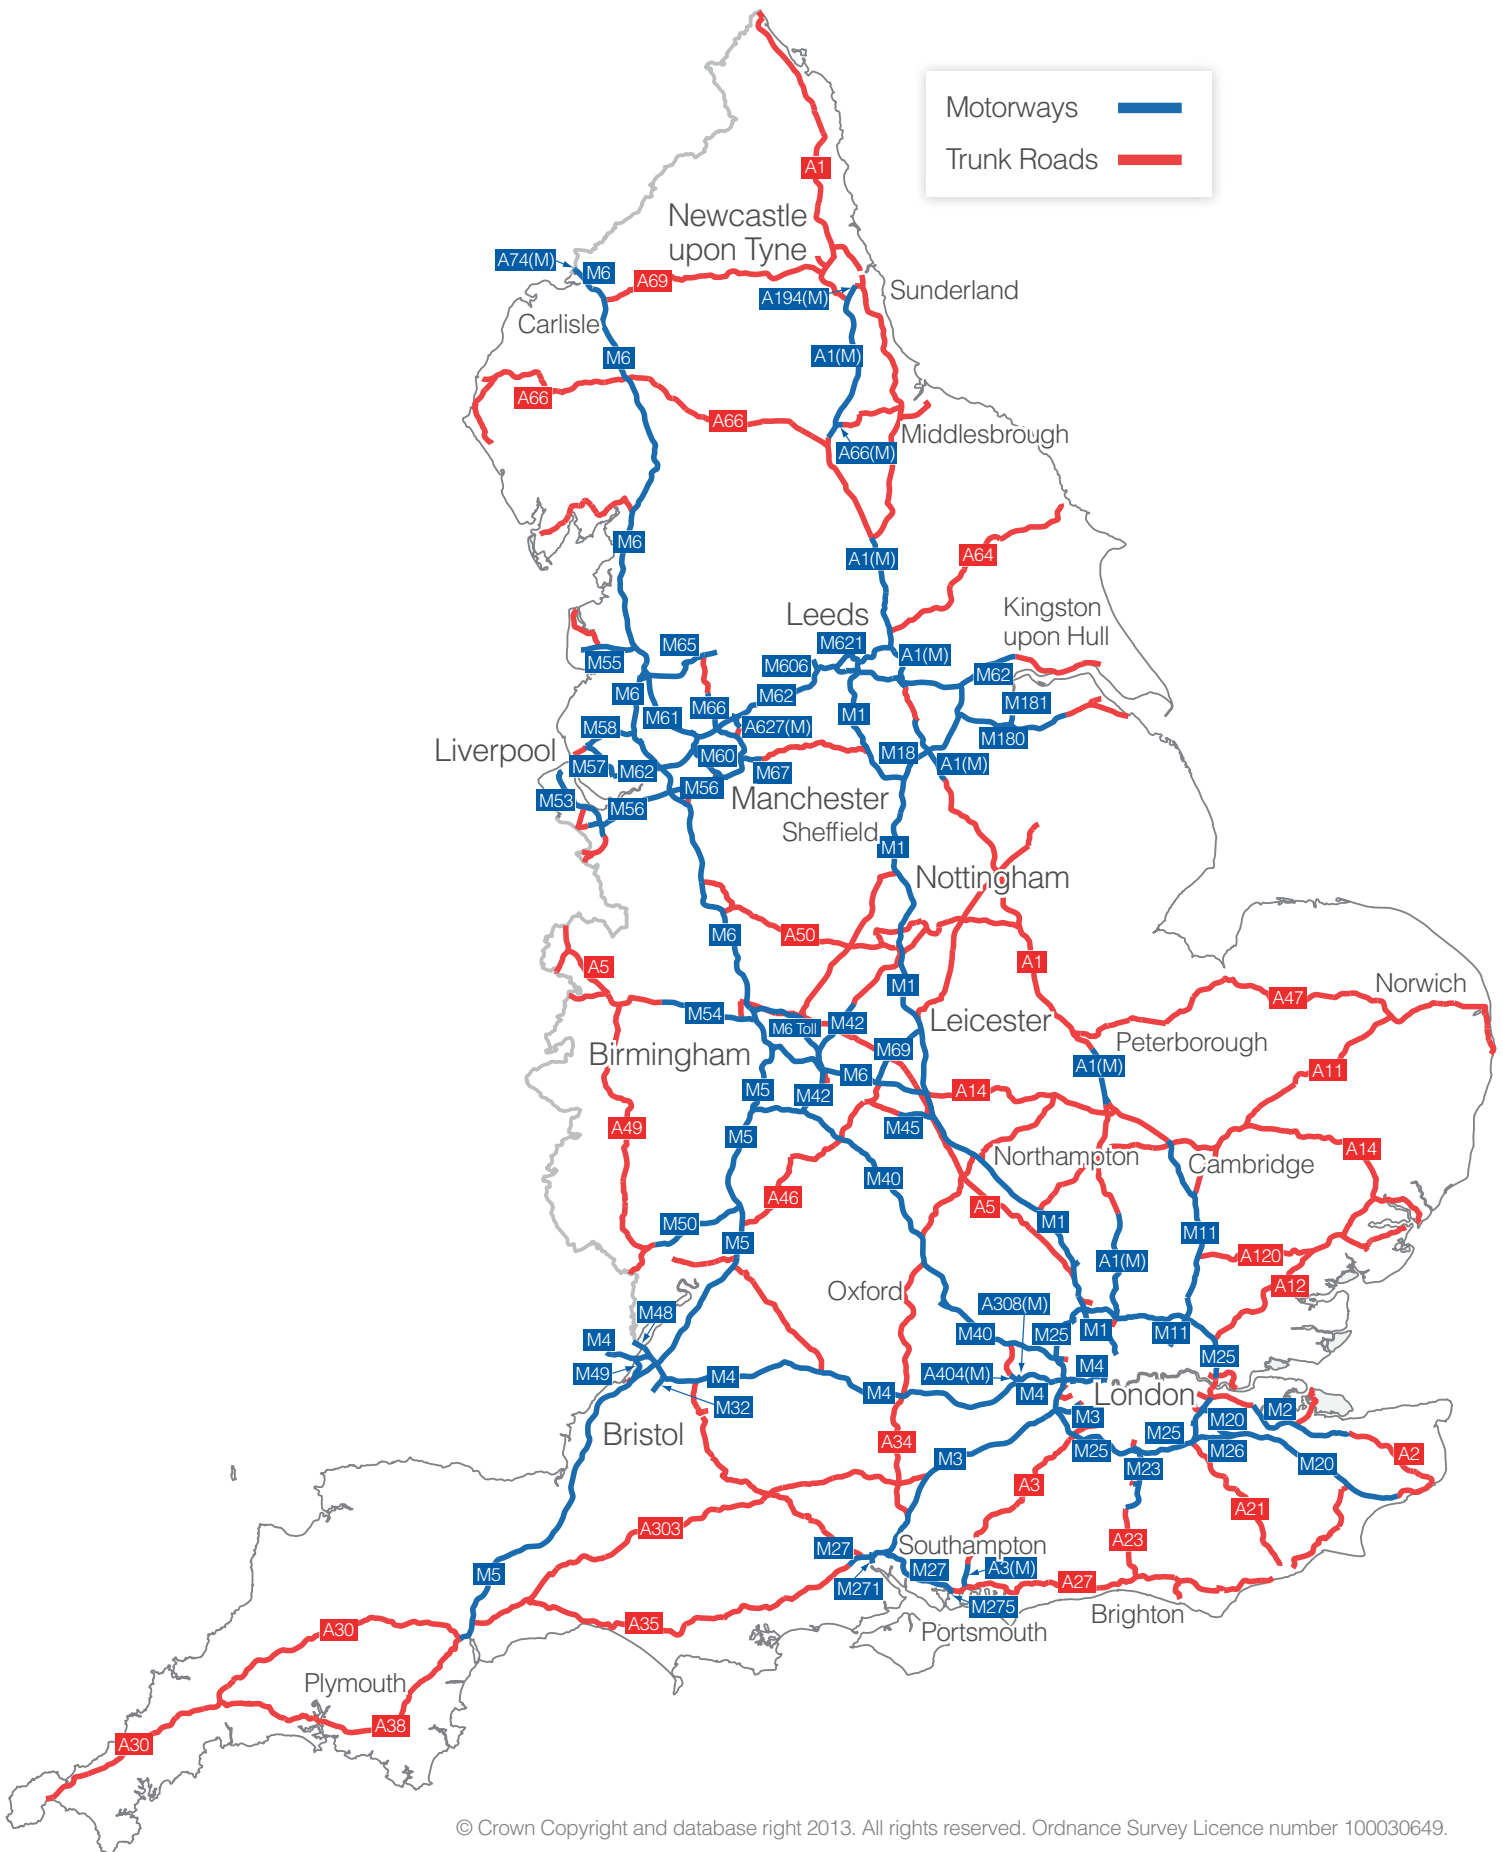 Motorways
Trunk Roads
A1
Newcastle
upon Tyne
A74(M)
M6
A69
A194(M)
Sunderland
Carlisle
M6
A1(M)
A66
A66
Middlesbrough
A66(M)
M6
A1(M)
A64
Kingston
upon Hull
Leeds
M621
M65
M55
M606
A1(M)
M62
M6
M62
M181
M66
M61
M1
A627(M)
M58
M180
Liverpool
M60
M18
A1(M)
M57
M62
M67
M56
M53
M56
Manchester
Sheffield
M1
Nottingham
M6
A50
A1
A5
Norwich
M1
A47
M54
M6 Toll
M42
Leicester
Peterborough
Birmingham
M69
A1(M)
A11
M6
M5
M42
A14
A49
M5
M45
Northampton
A14
Cambridge
M40
A46
A5
M50
M1
M5
M11
A1(M)
A120
A12
Oxford
A308(M)
M48
M4
M40
M25
M1
M11
M25
M49
M4
A404(M)
M4
M4
M4
London
M32
M3
M20
M2
Bristol
A34
M25
M25
M26
M3
M23
M20
A2
A3
A21
A303
A23
M27
Southampton
M5
M27
A3(M)
M271
A27
M275
A30
A35
Portsmouth
Brighton
Plymouth
A38
A30
© Crown Copyright and database right 2013. All rights reserved. Ordnance Survey Licence number 100030649.